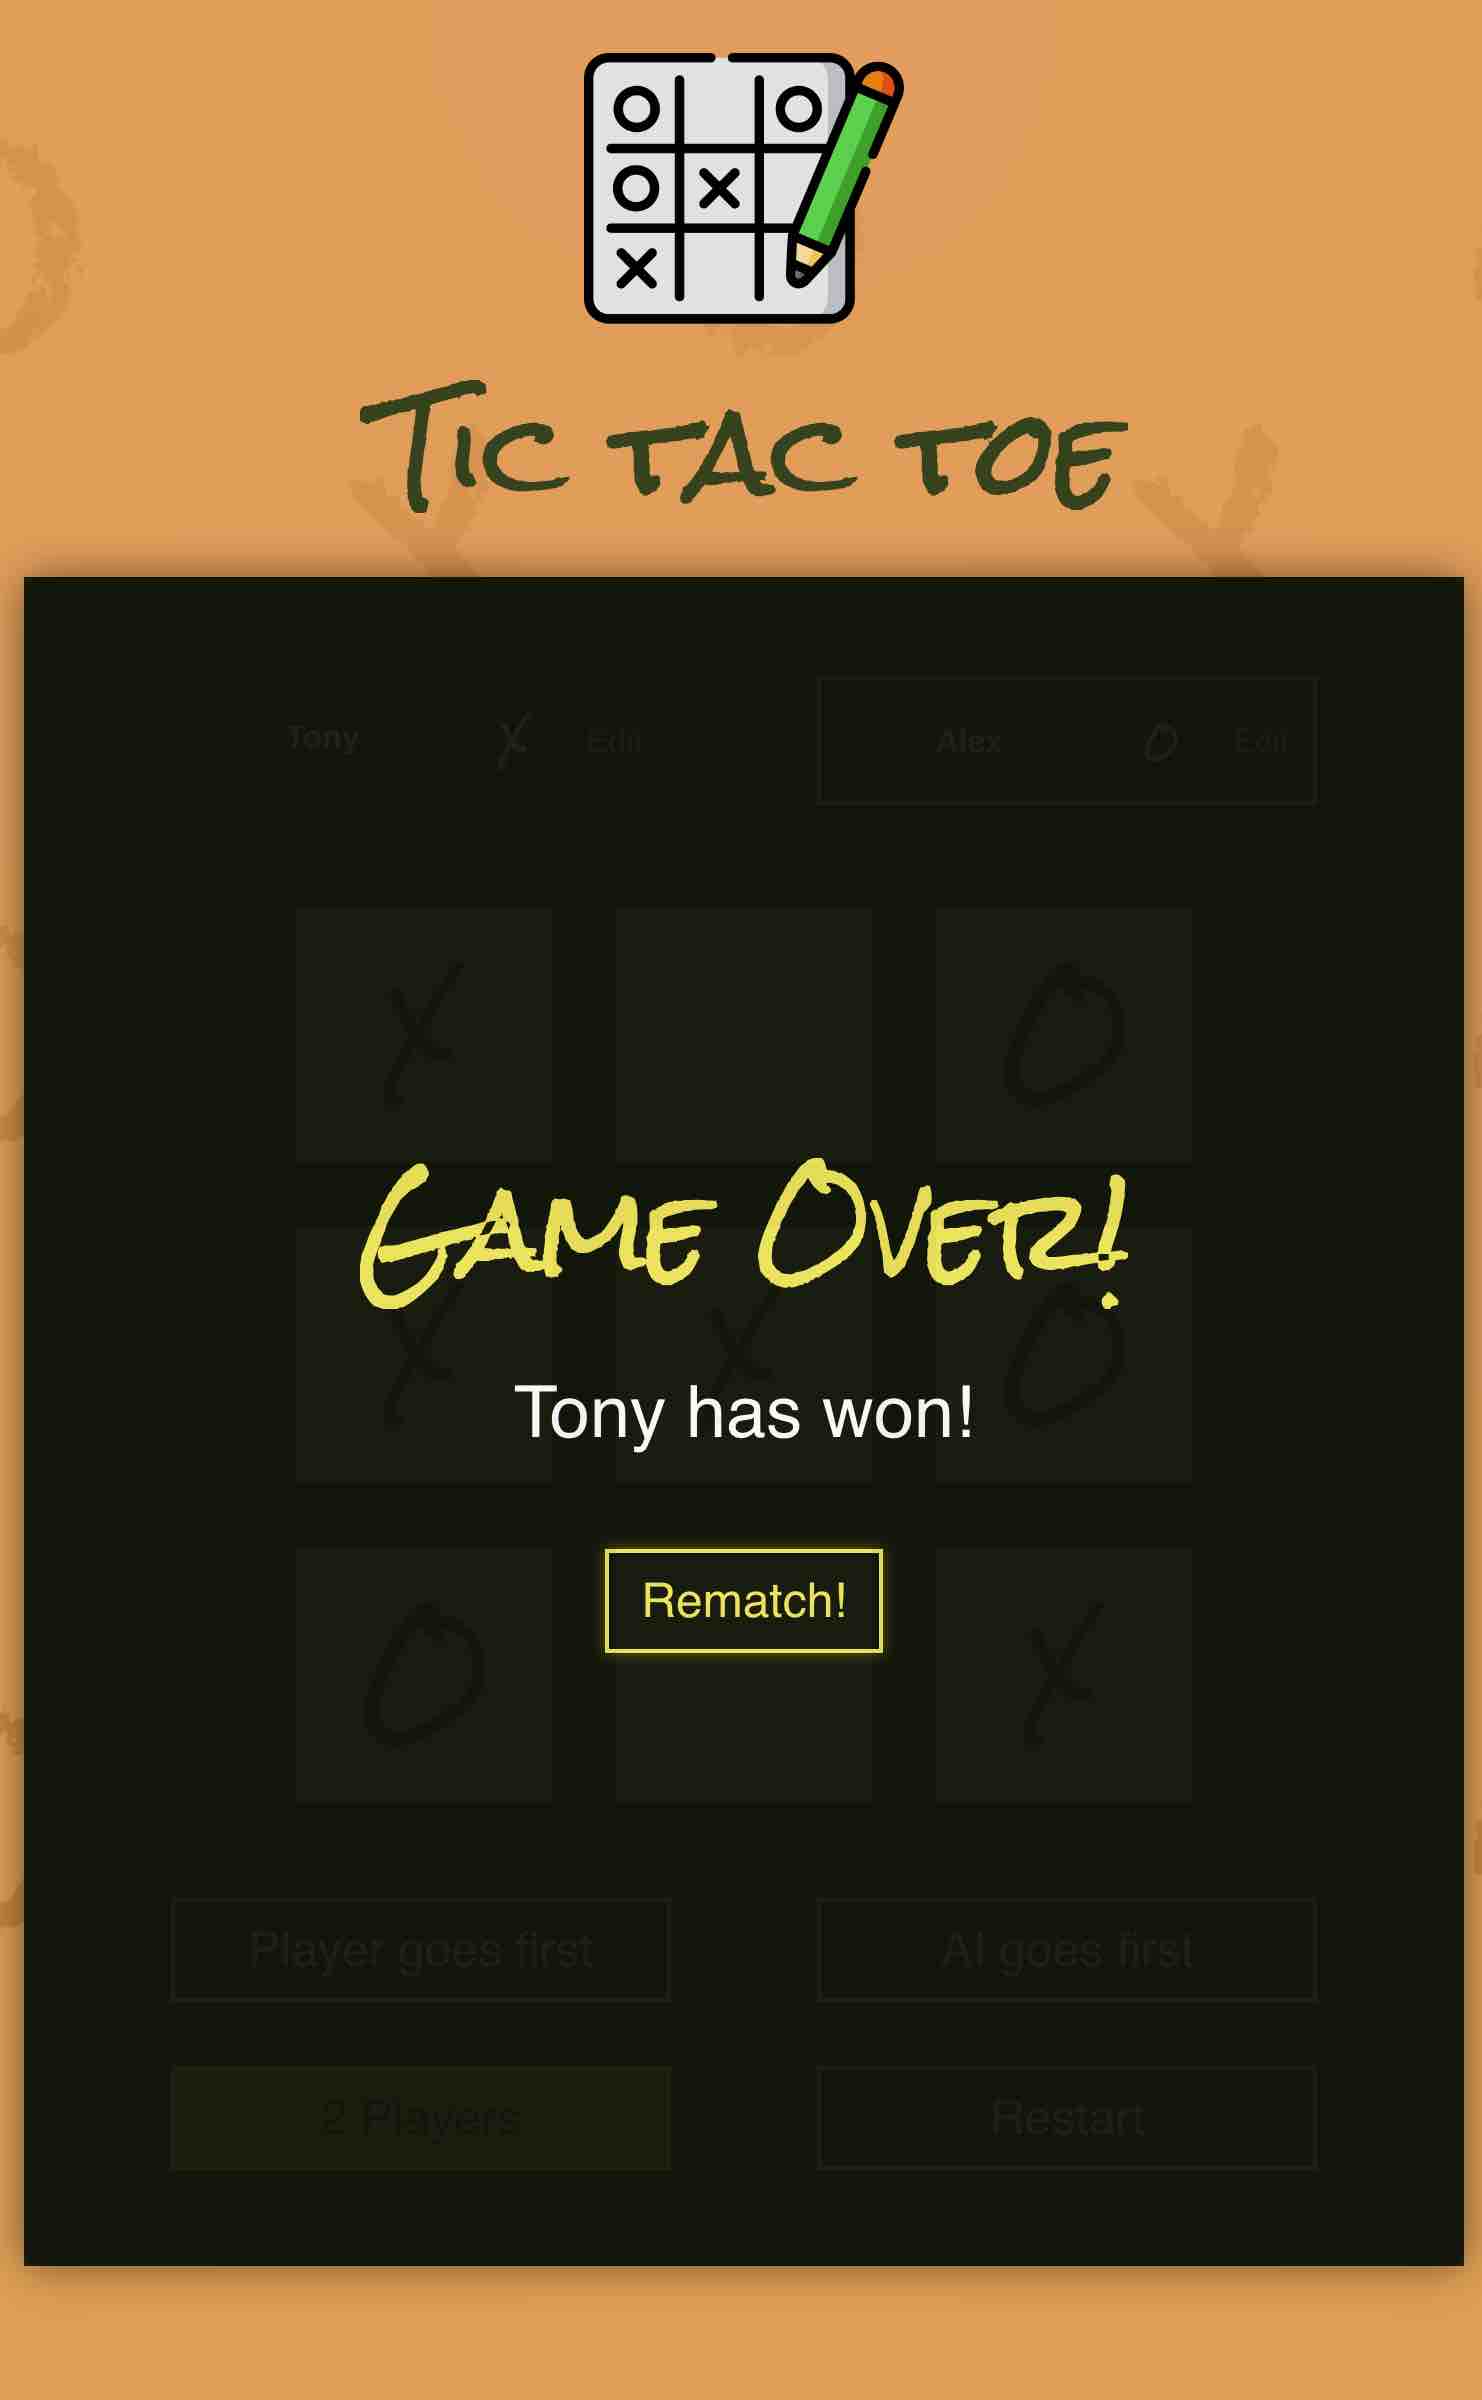 Tic tac toe
Tony X Edit Alex O Edit
X O
Game Over!
X X O
Tony has won!
Rematch!
O X
Player goes first AI goes first
2 Players Restart